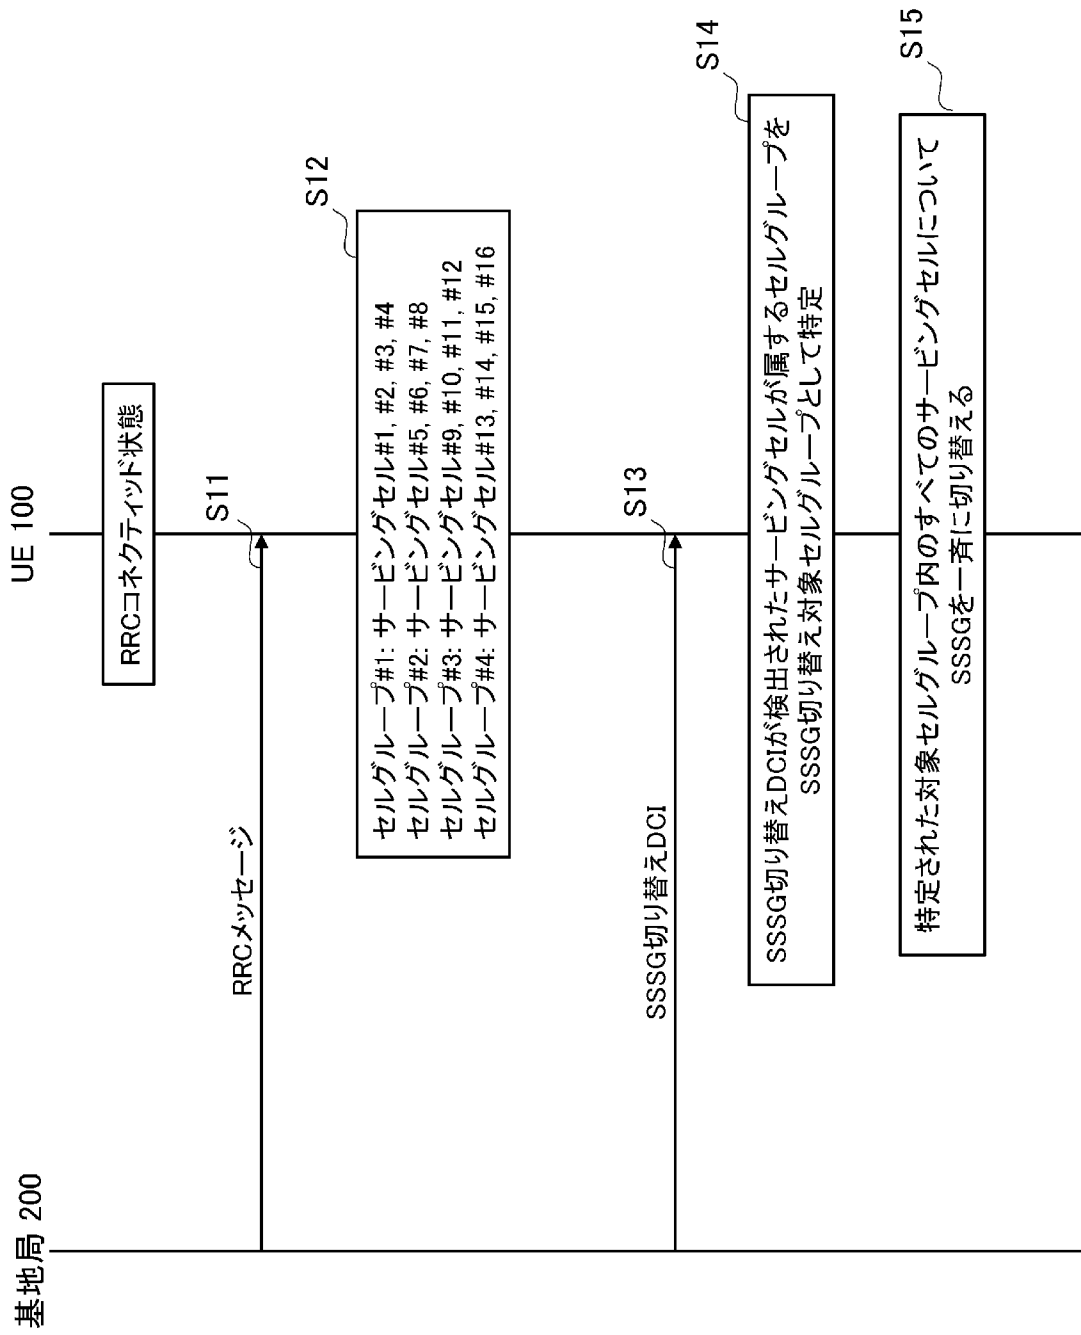 基地局 200
UE 100
RRCコネクティッド状態
S11
RRCメッセージ
S12
セルグループ#1: サービングセル#1, #2, #3, #4
セルグループ#2: サービングセル#5, #6, #7, #8
セルグループ#3: サービングセル#9, #10, #11, #12
セルグループ#4: サービングセル#13, #14, #15, #16
S13
SSSG切り替えDCI
S14
SSSG切り替えDCIが検出されたサービングセルが属するセルグループを
SSSG切り替え対象セルグループとして特定
S15
特定された対象セルグループ内のすべてのサービングセルについて
SSSGを一斉に切り替える